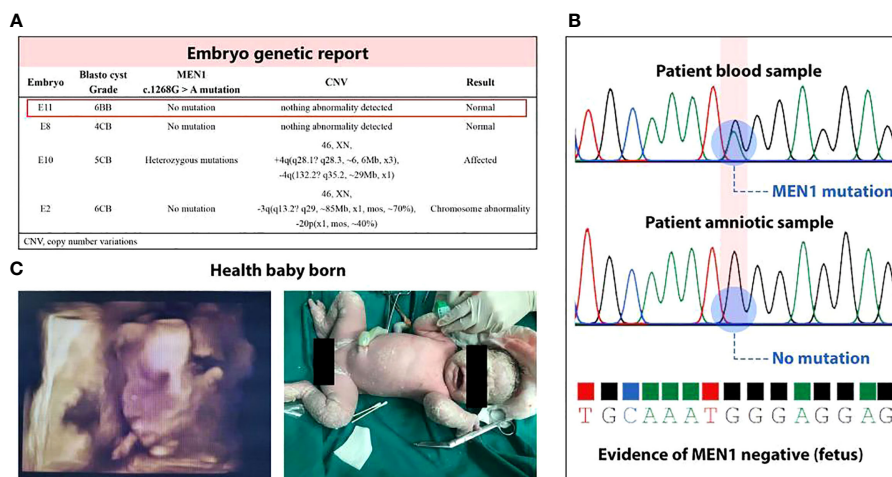 A
Embryo genetic report
Embryo Blasto cyst Grade MEN1 c.1268G > A mutation CNV Result
E11 6BB No mutation nothing abnormality detected Normal
E8 4CB nothing abnormality detected Normal
No mutation
46, XN,
E10 5CB Heterozygous mutations +4q(q28.1? q28.3, ~6, 6Mb, x3), Affected
-4q(132.2? q35.2, ~29Mb, x1)
46, XN,
E2 6CB No mutation -3q(q13.2? q29, ~85Mb, x1, mos, ~70%), Chromosome abnormality
-20p(x1, mos, ~40%)
CNV, copy number variations
B
Patient blood sample
MEN1 mutation
Patient amniotic sample
No mutation
T G C A A A T G G G A G G A G
Evidence of MEN1 negative (fetus)
C
Health baby born